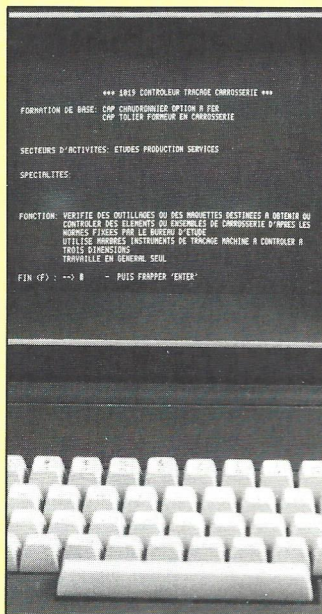 *** 1019 CONTROLEUR TRACAGE CARROSSERIE ***
FORMATION DE BASE: CAP CHAUDRONNIER OPTION A FER
CAP TOLIER FORMEUR EN CARROSSERIE
SECTEURS D'ACTIVITES: ETUDES PRODUCTION SERVICES
SPECIALITES:
FONCTION: VERIFIE DES OUTILLAGES OU DES MAQUETTES DESTINEES A OBTENIR OU
CONTROLER DES ELEMENTS OU ENSEMBLES DE CARROSSERIE D'APRES LES
NORMES FIXEES PAR LE BUREAU D'ETUDE
UTILISE MARBRES INSTRUMENTS DE TRACAGE MACHINE A CONTROLER A
TROIS DIMENSIONS
TRAVAILLE EN GENERAL SEUL
FIN (F) : --> - PUIS FRAPPER 'ENTER'